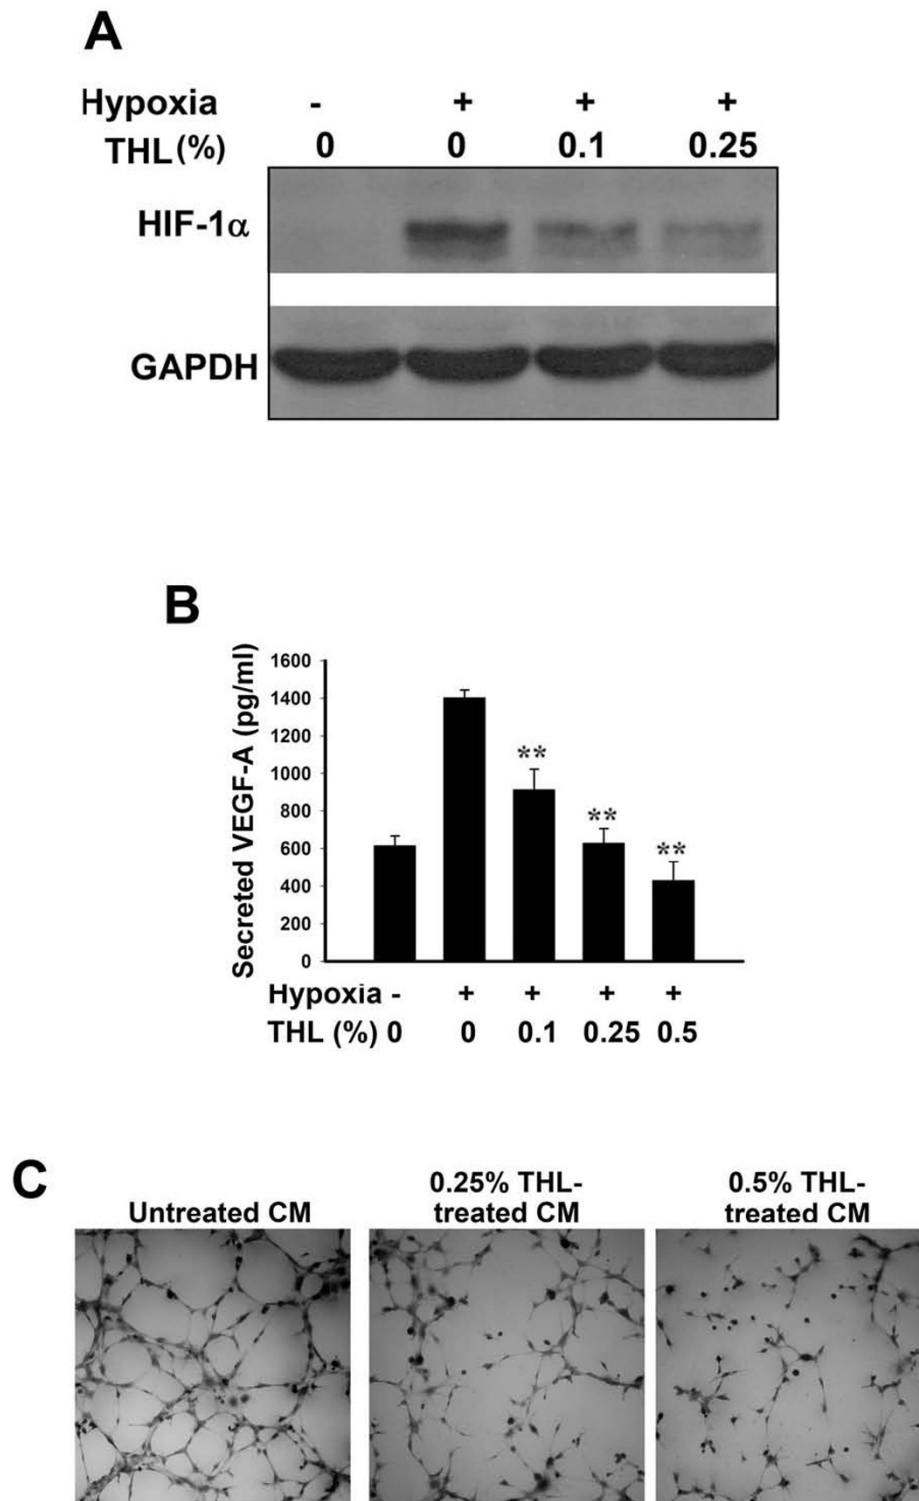 A
Hypoxia - + + +
THL (%) 0 0 0.1 0.25
HIF-1α
GAPDH
B
Secreted VEGF-A (pg/ml)
1600
1400
1200
1000
800
600
400
200
0
**
**
**
Hypoxia - + + + +
THL (%) 0 0 0.1 0.25 0.5
C
Untreated CM
0.25% THL-
treated CM
0.5% THL-
treated CM